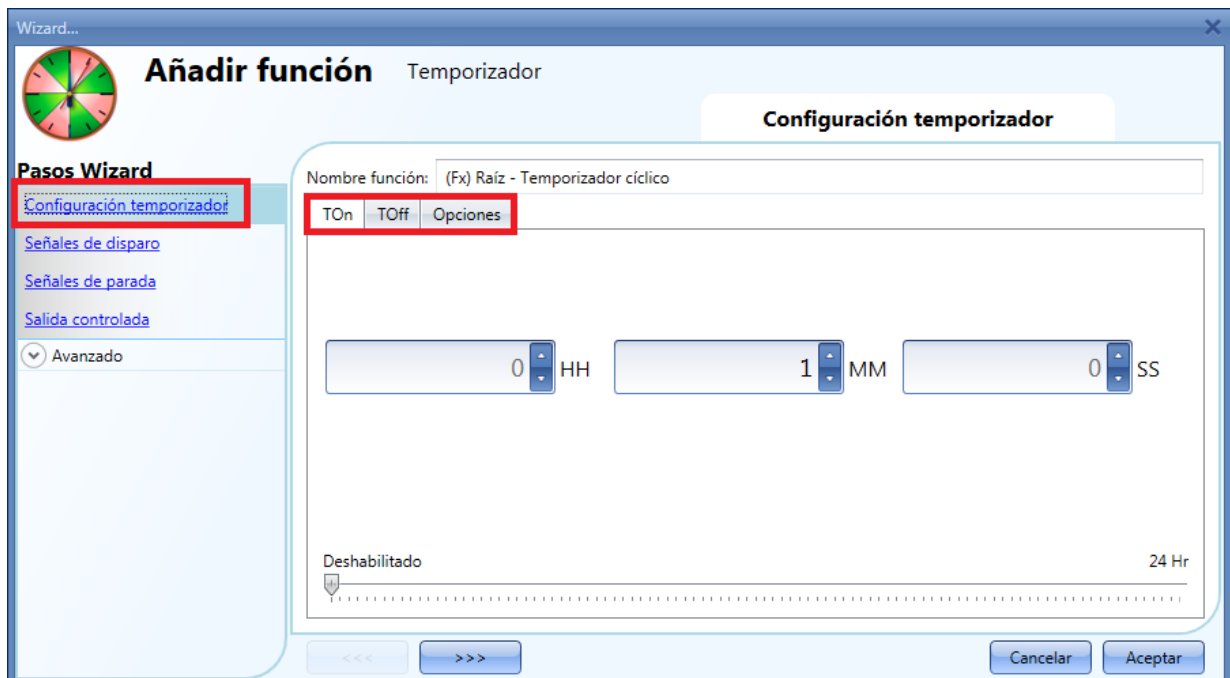 Wizard...
Añadir función Temporizador
Configuración temporizador
Pasos Wizard
Configuración temporizador
Señales de disparo
Señales de parada
Salida controlada
Avanzado
Nombre función: (Fx) Raíz - Temporizador cíclico
TOn TOff Opciones
0 HH 1 MM 0 SS
Deshabilitado 24 Hr
<<< >>> Cancelar Aceptar